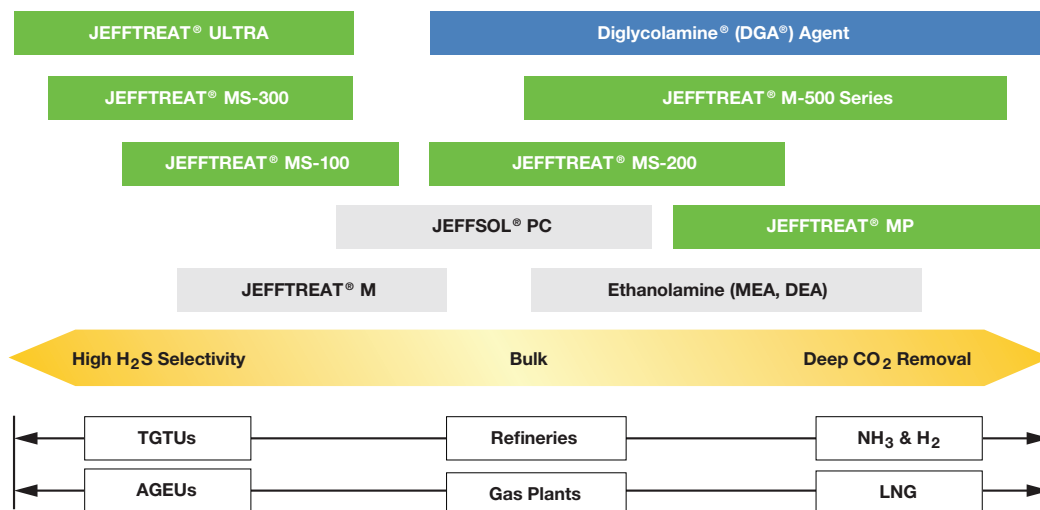 JEFFTREAT® ULTRA
Diglycolamine® (DGA®) Agent
JEFFTREAT® MS-300
JEFFTREAT® M-500 Series
JEFFTREAT® MS-100
JEFFTREAT® MS-200
JEFFSOL® PC
JEFFTREAT® MP
JEFFTREAT® M
Ethanolamine (MEA, DEA)
High H₂S Selectivity
Bulk
Deep CO₂ Removal
TGTUs
Refineries
NH₃ & H₂
AGEUs
Gas Plants
LNG